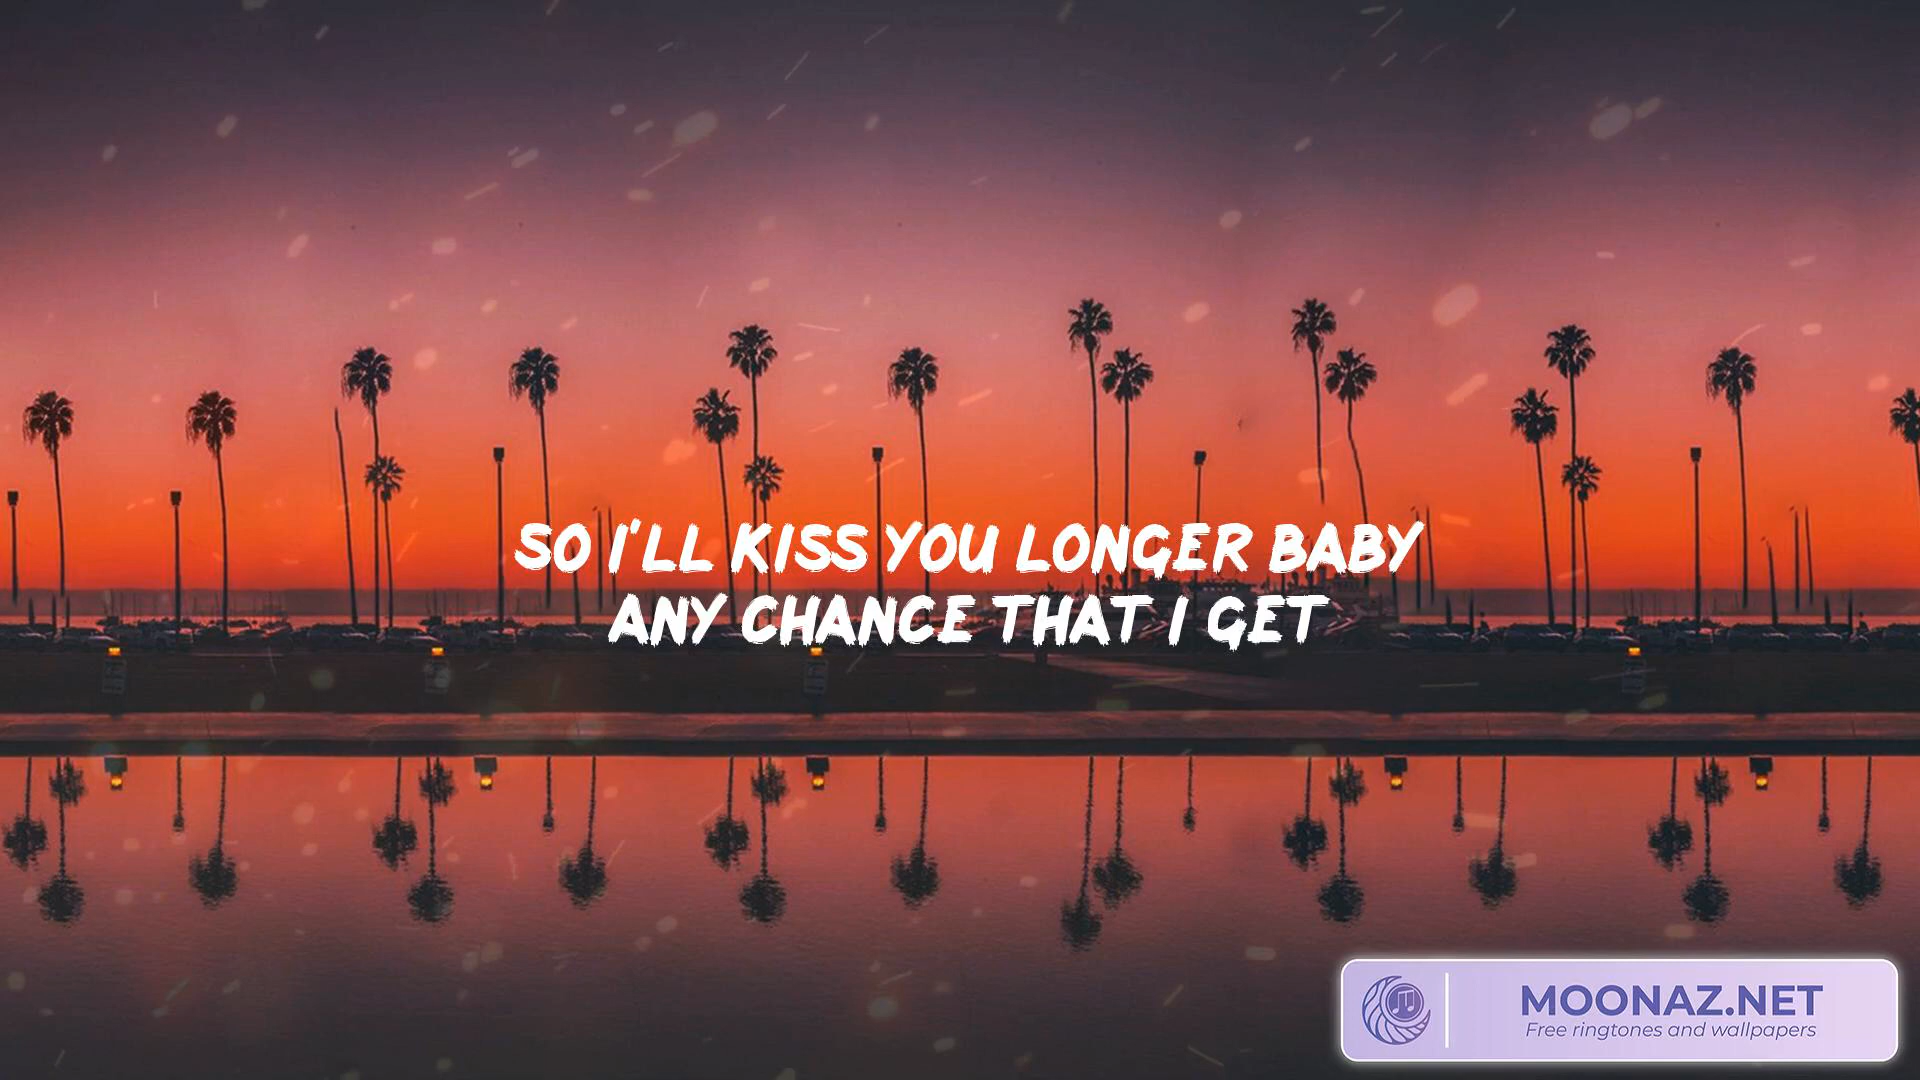 SO I'LL KISS YOU LONGER BABY
ANY CHANCE THAT I GET
MOONAZ.NET
Free ringtones and wallpapers